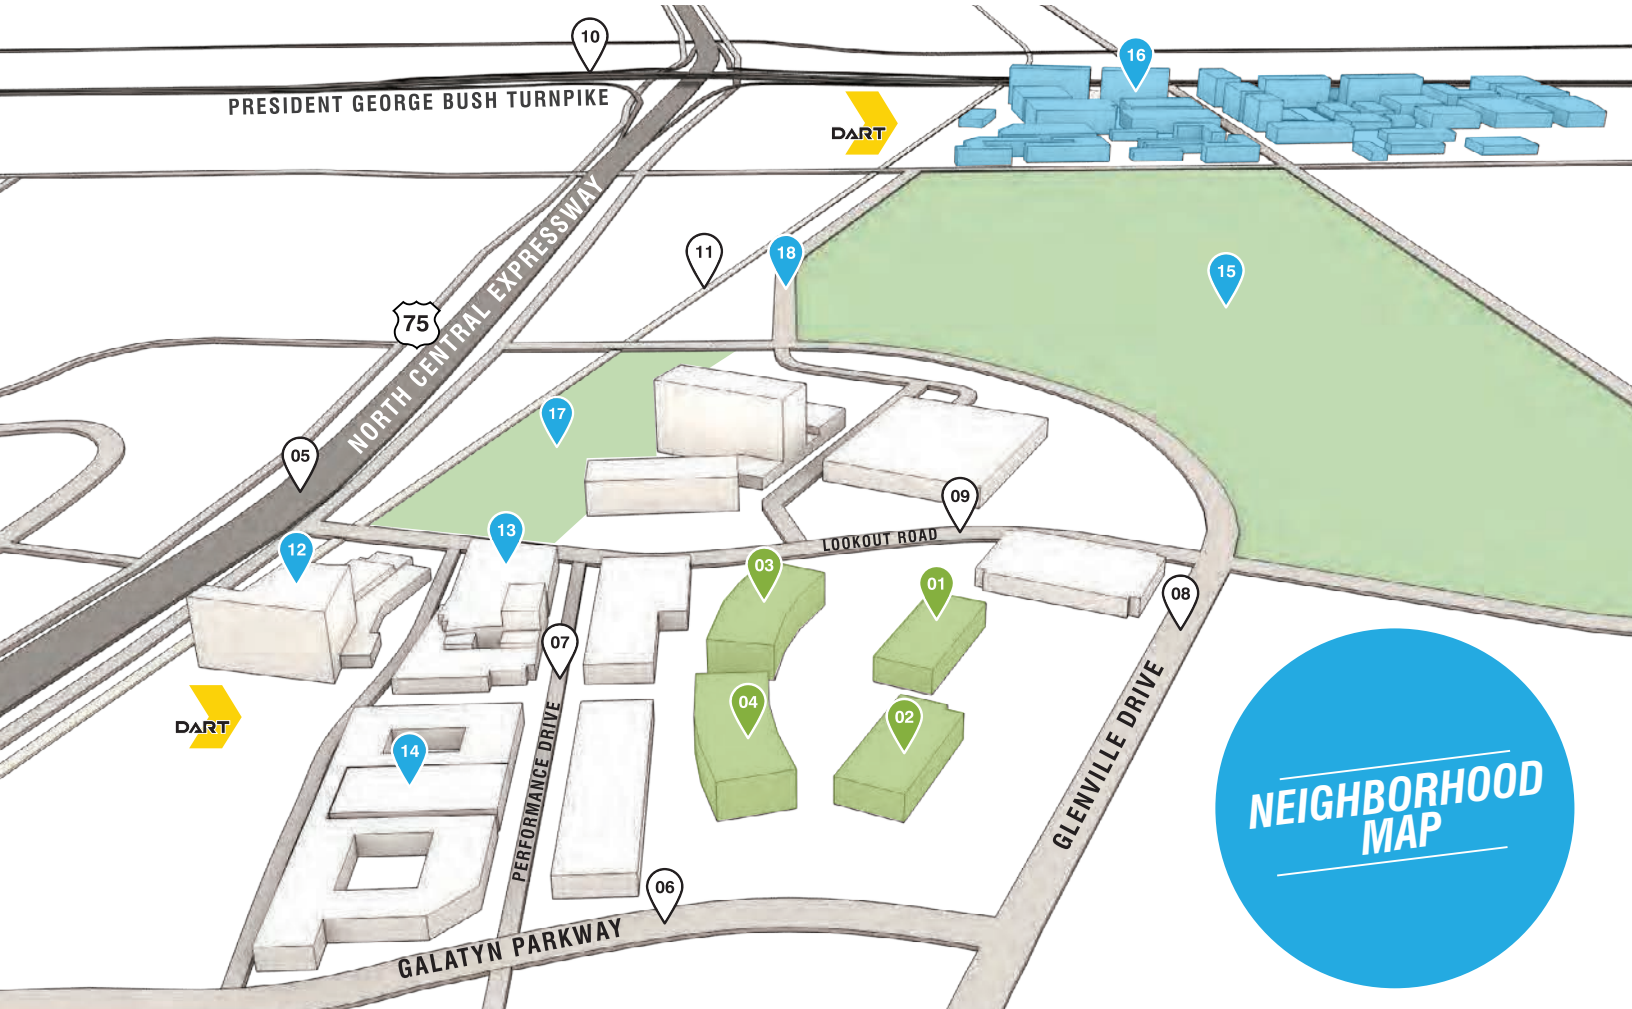 10
16
PRESIDENT GEORGE BUSH TURNPIKE
DART
11
18
15
75
NORTH CENTRAL EXPRESSWAY
17
05
09
13
LOOKOUT ROAD
12
03
01
08
07
04
02
DART
14
PERFORMANCE DRIVE
GLENVILLE DRIVE
NEIGHBORHOOD
MAP
06
GALATYN PARKWAY